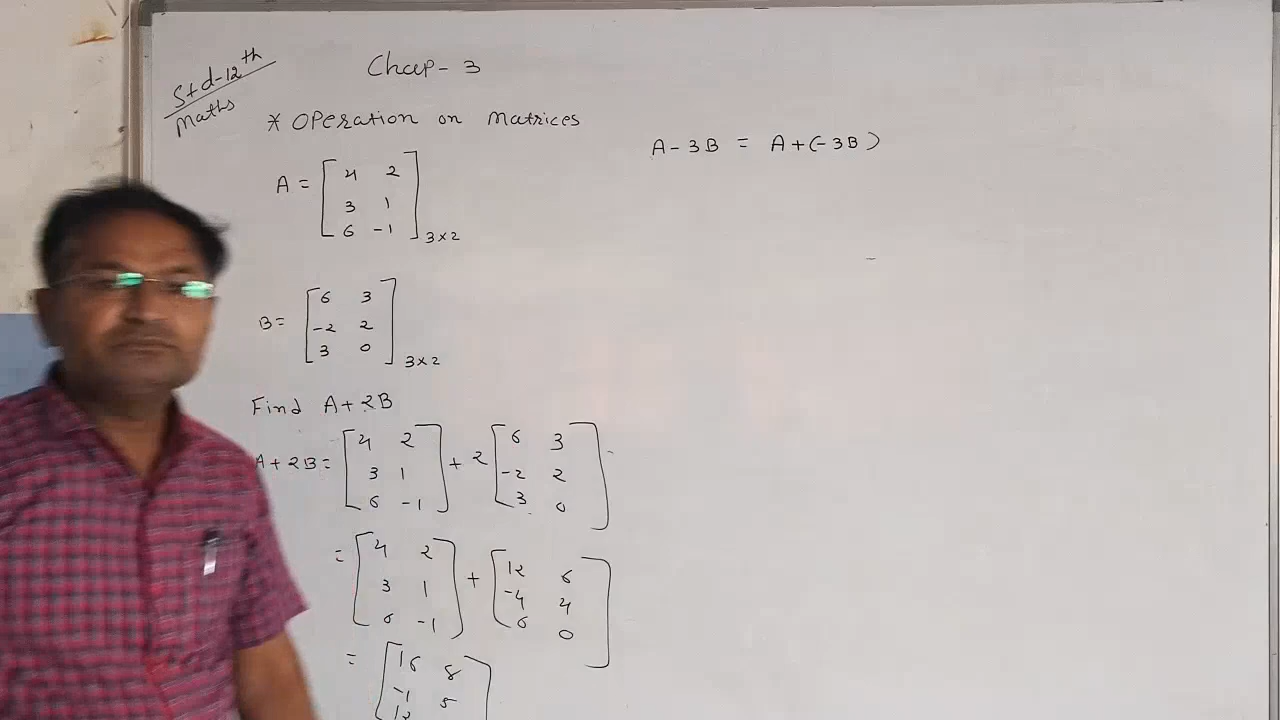 Std-12th
Maths
Chap-3
* Operation on Matrices
A = [ 4 2
3 1
6 -1 ] 3×2
B = [ 6 3
-2 2
3 0 ] 3×2
Find A+2B
A+2B = [ 4 2
3 1
6 -1 ] + 2 [ 6 3
-2 2
3 0 ]
= [ 4 2
3 1
6 -1 ] + [ 12 6
-4 4
6 0 ]
= [ 16 8
-1 5
12
A-3B = A+(-3B)